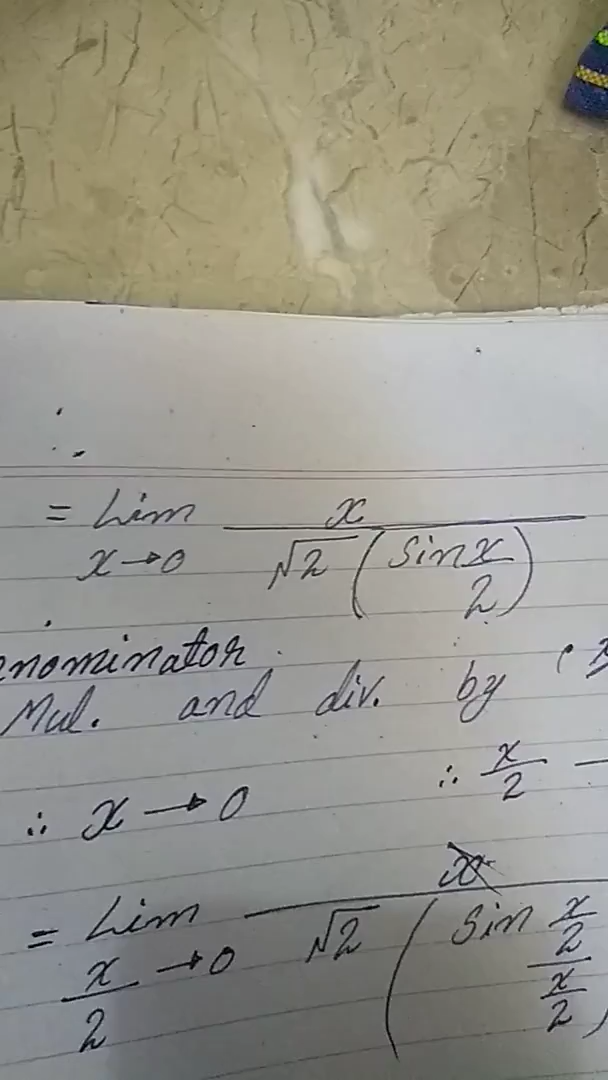 = Lim x
x→0 √2 (sin x/2)
enominator
Mul. and div. by (
∴ x → 0 ∴ x/2 —
= Lim x
x/2 → 0 √2 (sin x/2 / x/2)